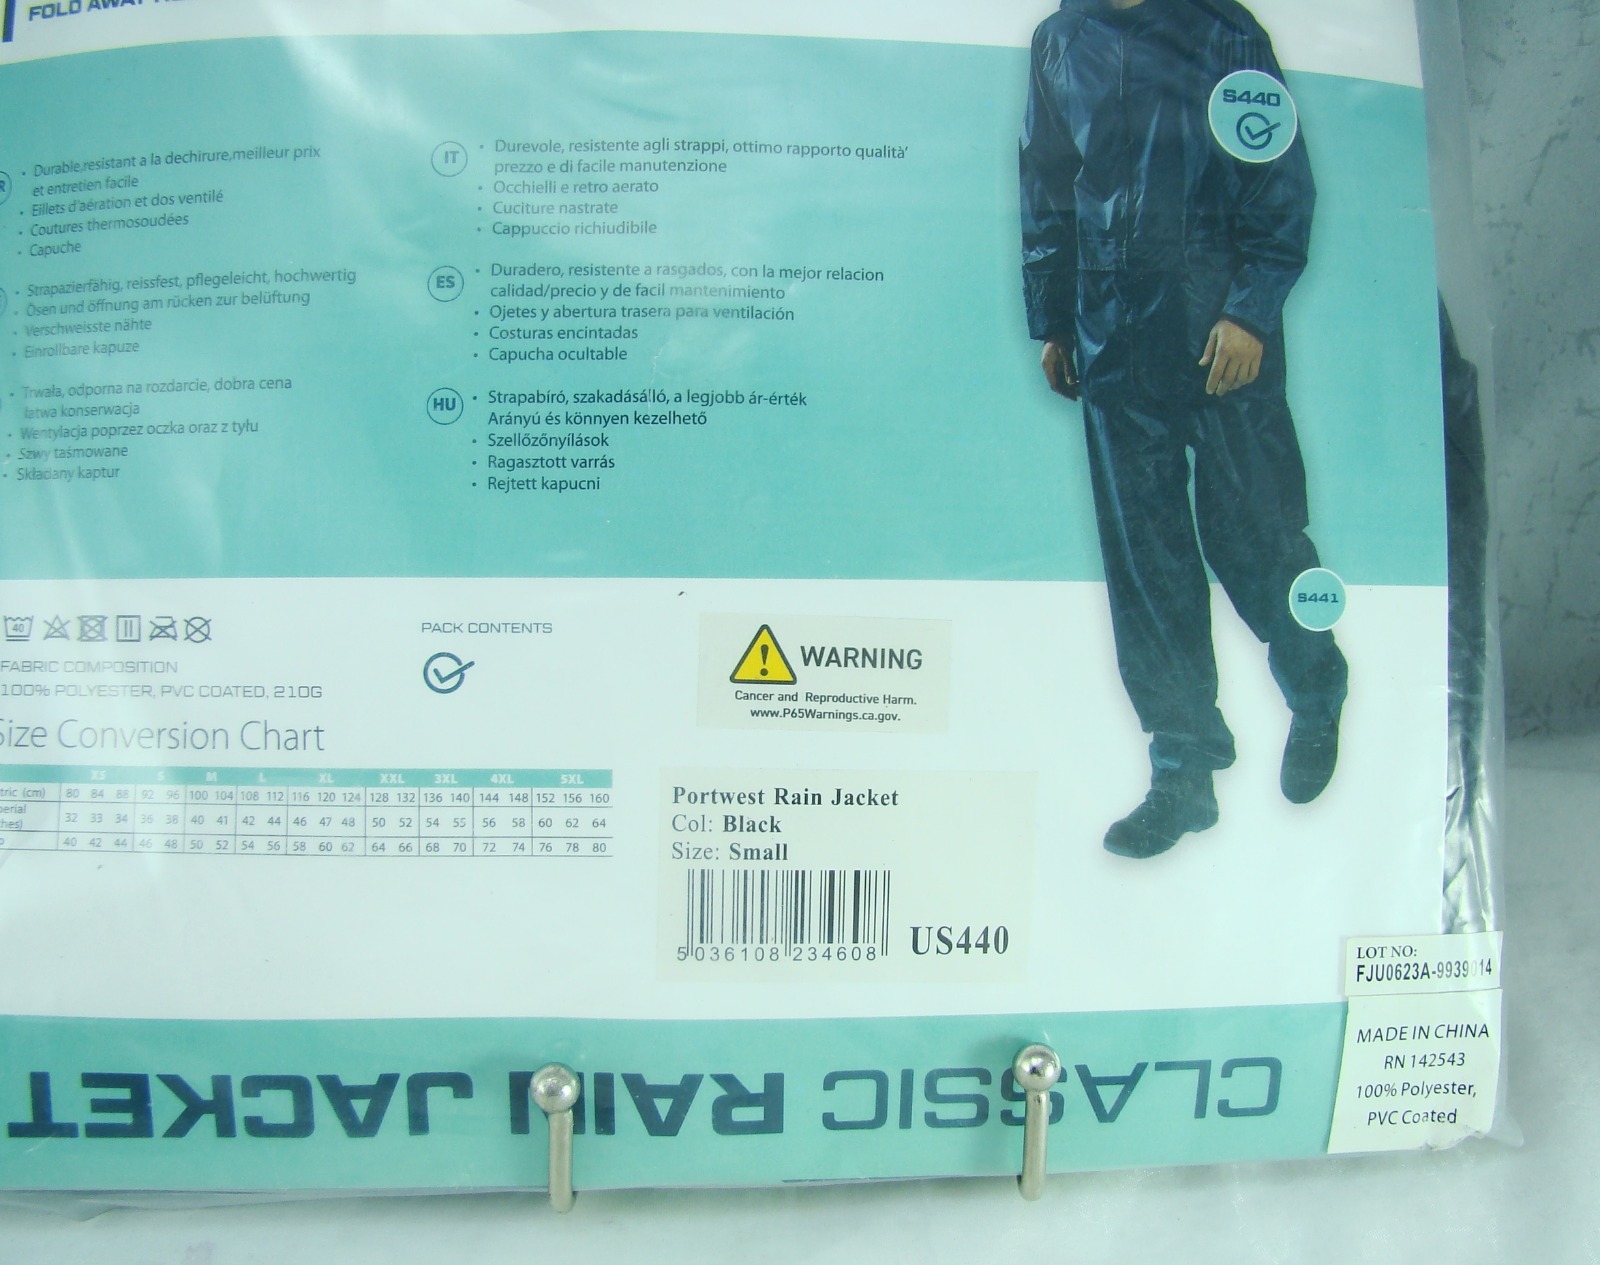 FOLD AWAY
S440
Durable,resistant a la dechirure,meilleur prix
et entretien facile
Eillets d'aération et dos ventilé
Coutures thermosoudées
Capuche
Strapazierfähig, reissfest, pflegeleicht, hochwertig
Ösen und öffnung am rücken zur belüftung
Verschweisste nähte
Einrollbare kapuze
Trwała, odporna na rozdarcie, dobra cena
łatwa konserwacja
Wentylacja poprzez oczka oraz z tyłu
Szwy taśmowane
Składany kaptur
IT
Durevole, resistente agli strappi, ottimo rapporto qualità'
prezzo e di facile manutenzione
Occhielli e retro aerato
Cuciture nastrate
Cappuccio richiudibile
ES
Duradero, resistente a rasgados, con la mejor relacion
calidad/precio y de facil mantenimiento
Ojetes y abertura trasera para ventilación
Costuras encintadas
Capucha ocultable
HU
Strapabíró, szakadásálló, a legjobb ár-érték
Arányú és könnyen kezelhető
Szellőzőnyílások
Ragasztott varrás
Rejtett kapucni
S441
40
FABRIC COMPOSITION
100% POLYESTER, PVC COATED, 210G
PACK CONTENTS
WARNING
Cancer and Reproductive Harm.
www.P65Warnings.ca.gov.
Size Conversion Chart
XS S M L XL XXL 3XL 4XL 5XL
(cm) 80 84 88 92 96 100 104 108 112 116 120 124 128 132 136 140 144 148 152 156 160
32 33 34 36 38 40 41 42 44 46 47 48 50 52 54 55 56 58 60 62 64
40 42 44 46 48 50 52 54 56 58 60 62 64 66 68 70 72 74 76 78 80
Portwest Rain Jacket
Col: Black
Size: Small
5 036108 234608
US440
LOT NO:
FJU0623A-9939014
MADE IN CHINA
RN 142543
100% Polyester,
PVC Coated
CLASSIC RAIN JACKET